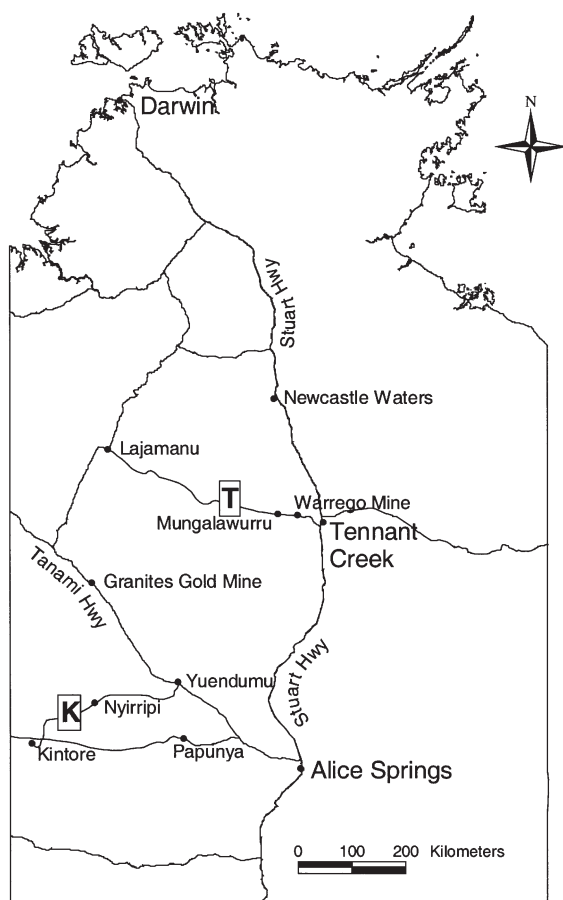 N
Darwin
Stuart Hwy
Newcastle Waters
Lajamanu
T
Warrego Mine
Mungalawurru
Tennant
Creek
Tanami Hwy
Granites Gold Mine
Stuart Hwy
Yuendumu
K
Nyirripi
Kintore
Papunya
Alice Springs
0 100 200 Kilometers